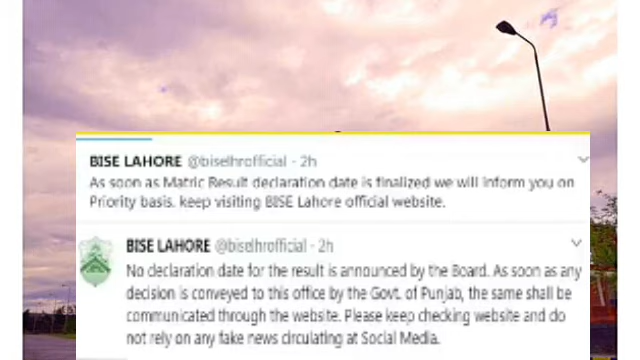 BISE LAHORE @biselhrofficial · 2h
As soon as Matric Result declaration date is finalized we will inform you on
Priority basis. keep visiting BISE Lahore official website.
BISE LAHORE @biselhrofficial · 2h
No declaration date for the result is announced by the Board. As soon as any
decision is conveyed to this office by the Govt. of Punjab, the same shall be
communicated through the website. Please keep checking website and do
not rely on any fake news circulating at Social Media.